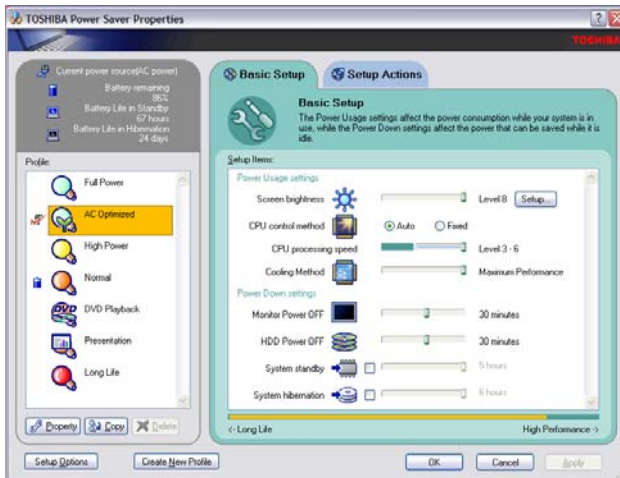 TOSHIBA Power Saver Properties
TOSHIBA
Current power source(AC power)
Battery remaining
86%
Battery Life in Standby
67 hours
Battery Life in Hibernation
24 days
Profile:
Full Power
AC Optimized
High Power
Normal
DVD Playback
Presentation
Long Life
Property
Copy
Delete
Basic Setup
Setup Actions
Basic Setup
The Power Usage settings affect the power consumption while your system is in
use, while the Power Down settings affect the power that can be saved while it is
idle.
Setup Items:
Power Usage settings
Screen brightness Level 8 Setup...
CPU control method Auto Fixed
CPU processing speed Level 3 - 6
Cooling Method Maximum Performance
Power Down settings
Monitor Power OFF 30 minutes
HDD Power OFF 30 minutes
System standby 5 hours
System hibernation 6 hours
<- Long Life High Performance ->
Setup Options
Create New Profile
OK
Cancel
Apply